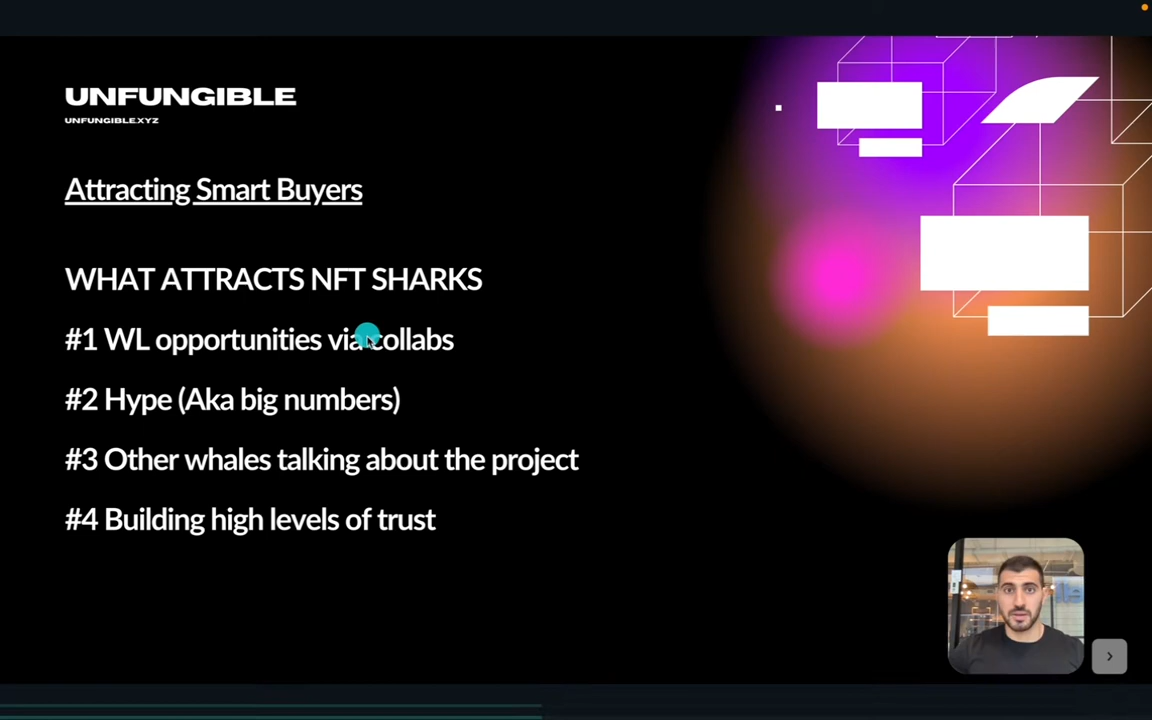 UNFUNGIBLE
UNFUNGIBLE.XYZ
Attracting Smart Buyers
WHAT ATTRACTS NFT SHARKS
#1 WL opportunities via collabs
#2 Hype (Aka big numbers)
#3 Other whales talking about the project
#4 Building high levels of trust